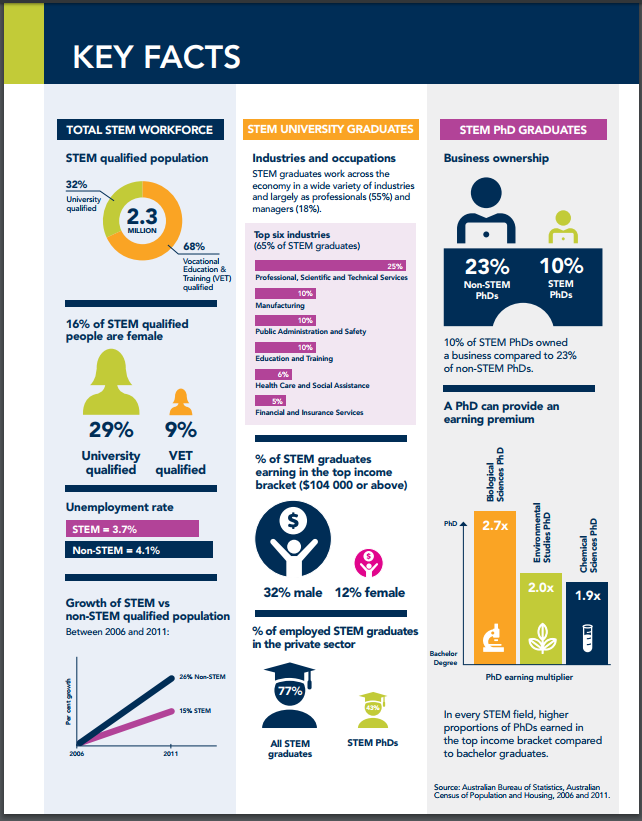 KEY FACTS
TOTAL STEM WORKFORCE
STEM qualified population
32%
University
qualified
2.3
MILLION
68%
Vocational
Education &
Training (VET)
qualified
16% of STEM qualified
people are female
29%
University
qualified
9%
VET
qualified
Unemployment rate
STEM = 3.7%
Non-STEM = 4.1%
Growth of STEM vs
non-STEM qualified population
Between 2006 and 2011:
Per cent growth
26% Non-STEM
15% STEM
2006
2011
STEM UNIVERSITY GRADUATES
Industries and occupations
STEM graduates work across the
economy in a wide variety of industries
and largely as professionals (55%) and
managers (18%).
Top six industries
(65% of STEM graduates)
25%
Professional, Scientific and Technical Services
10%
Manufacturing
10%
Public Administration and Safety
10%
Education and Training
6%
Health Care and Social Assistance
5%
Financial and Insurance Services
% of STEM graduates
earning in the top income
bracket ($104 000 or above)
$
$
32% male
12% female
% of employed STEM graduates
in the private sector
77%
All STEM
graduates
43%
STEM PhDs
STEM PhD GRADUATES
Business ownership
23%
Non-STEM
PhDs
10%
STEM
PhDs
10% of STEM PhDs owned
a business compared to 23%
of non-STEM PhDs.
A PhD can provide an
earning premium
PhD
Bachelor
Degree
Biological
Sciences PhD
2.7x
Environmental
Studies PhD
2.0x
Chemical
Sciences PhD
1.9x
PhD earning multiplier
In every STEM field, higher
proportions of PhDs earned in
the top income bracket compared
to bachelor graduates.
Source: Australian Bureau of Statistics, Australian
Census of Population and Housing, 2006 and 2011.